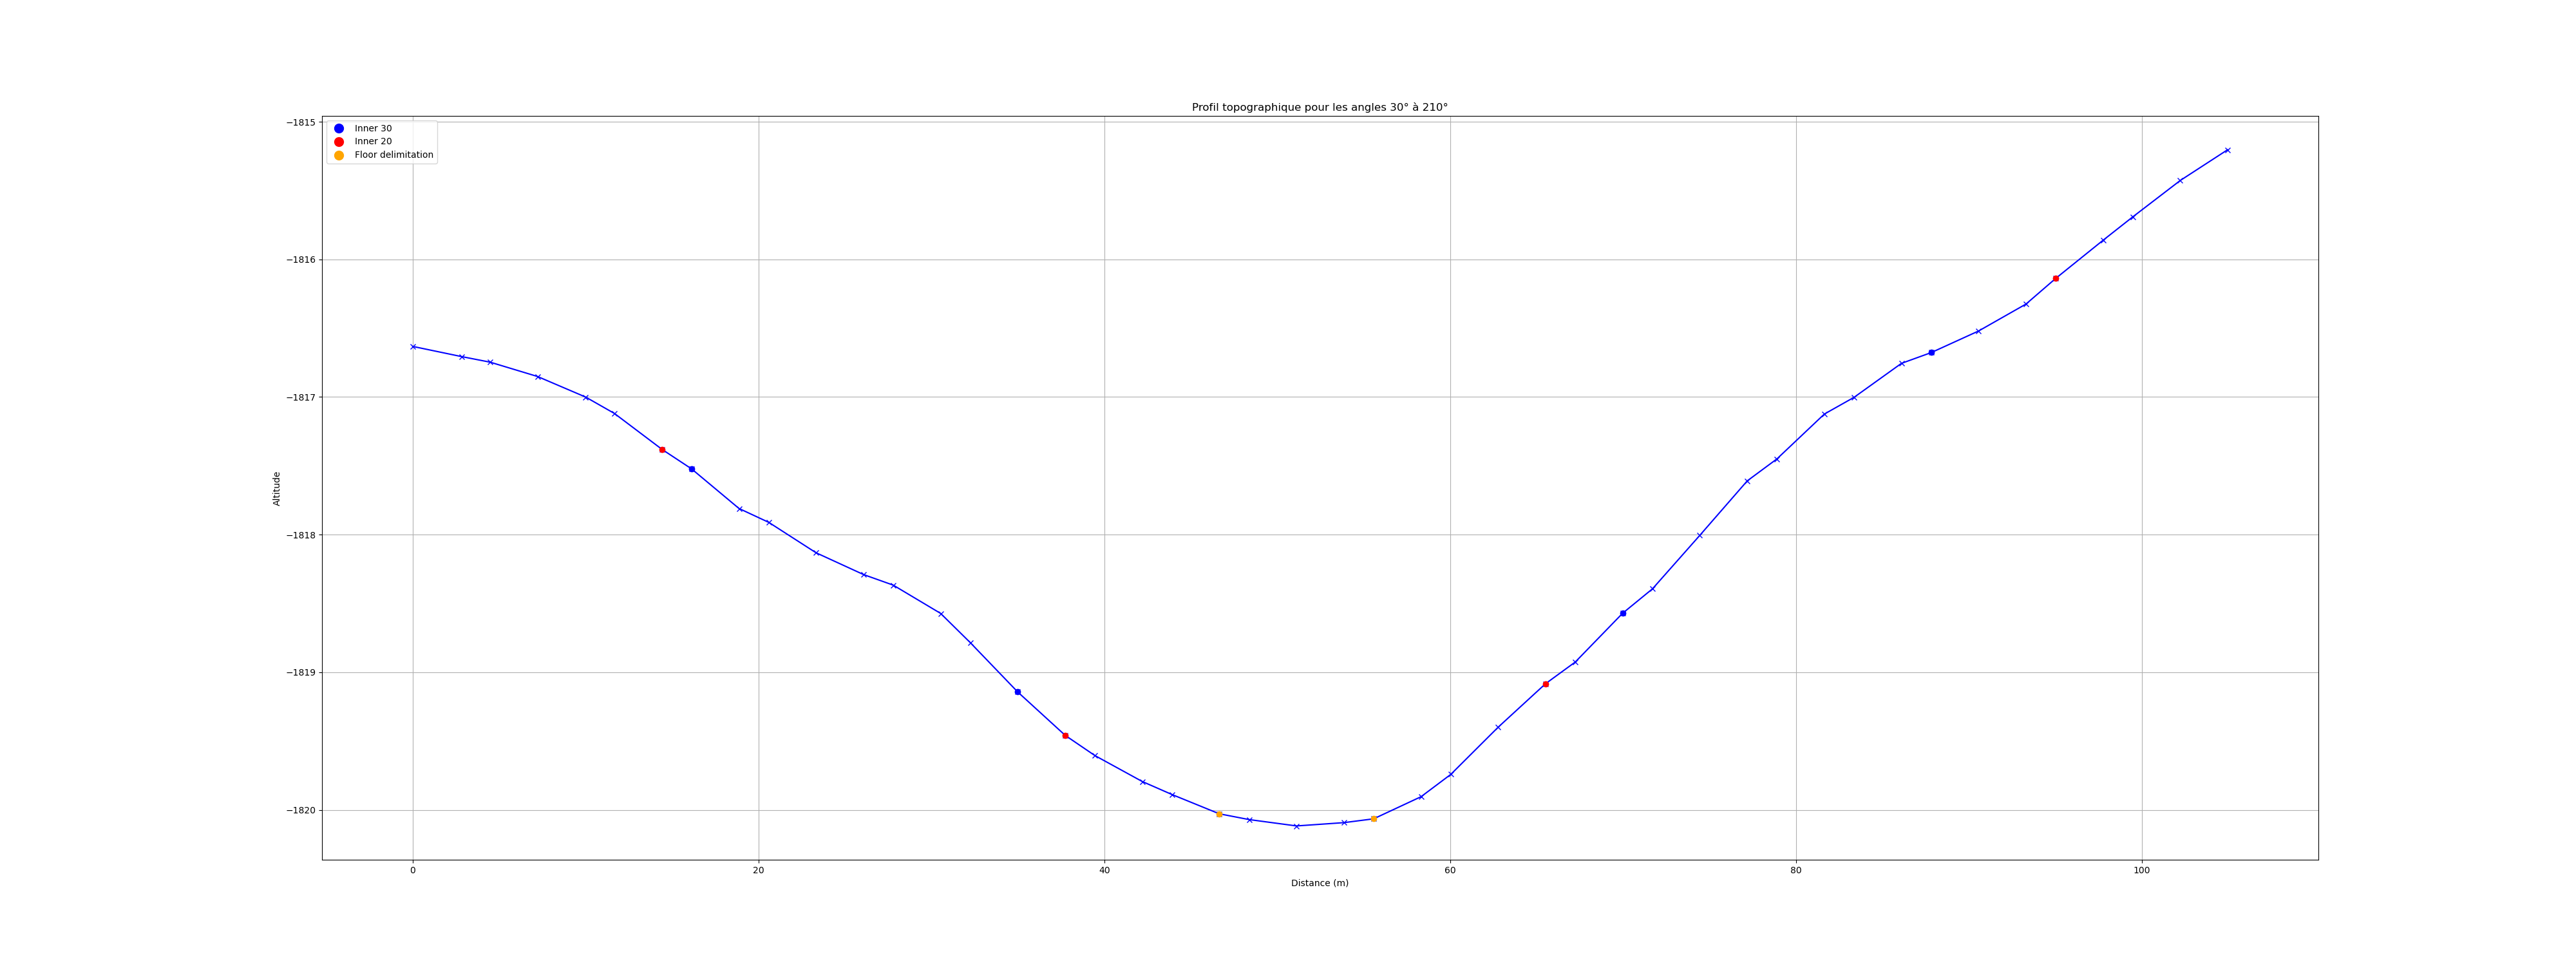 Profil topographique pour les angles 30° à 210°
Inner 30
Inner 20
Floor delimitation
−1815
−1816
−1817
−1818
−1819
−1820
Altitude
0
20
40
60
80
100
Distance (m)